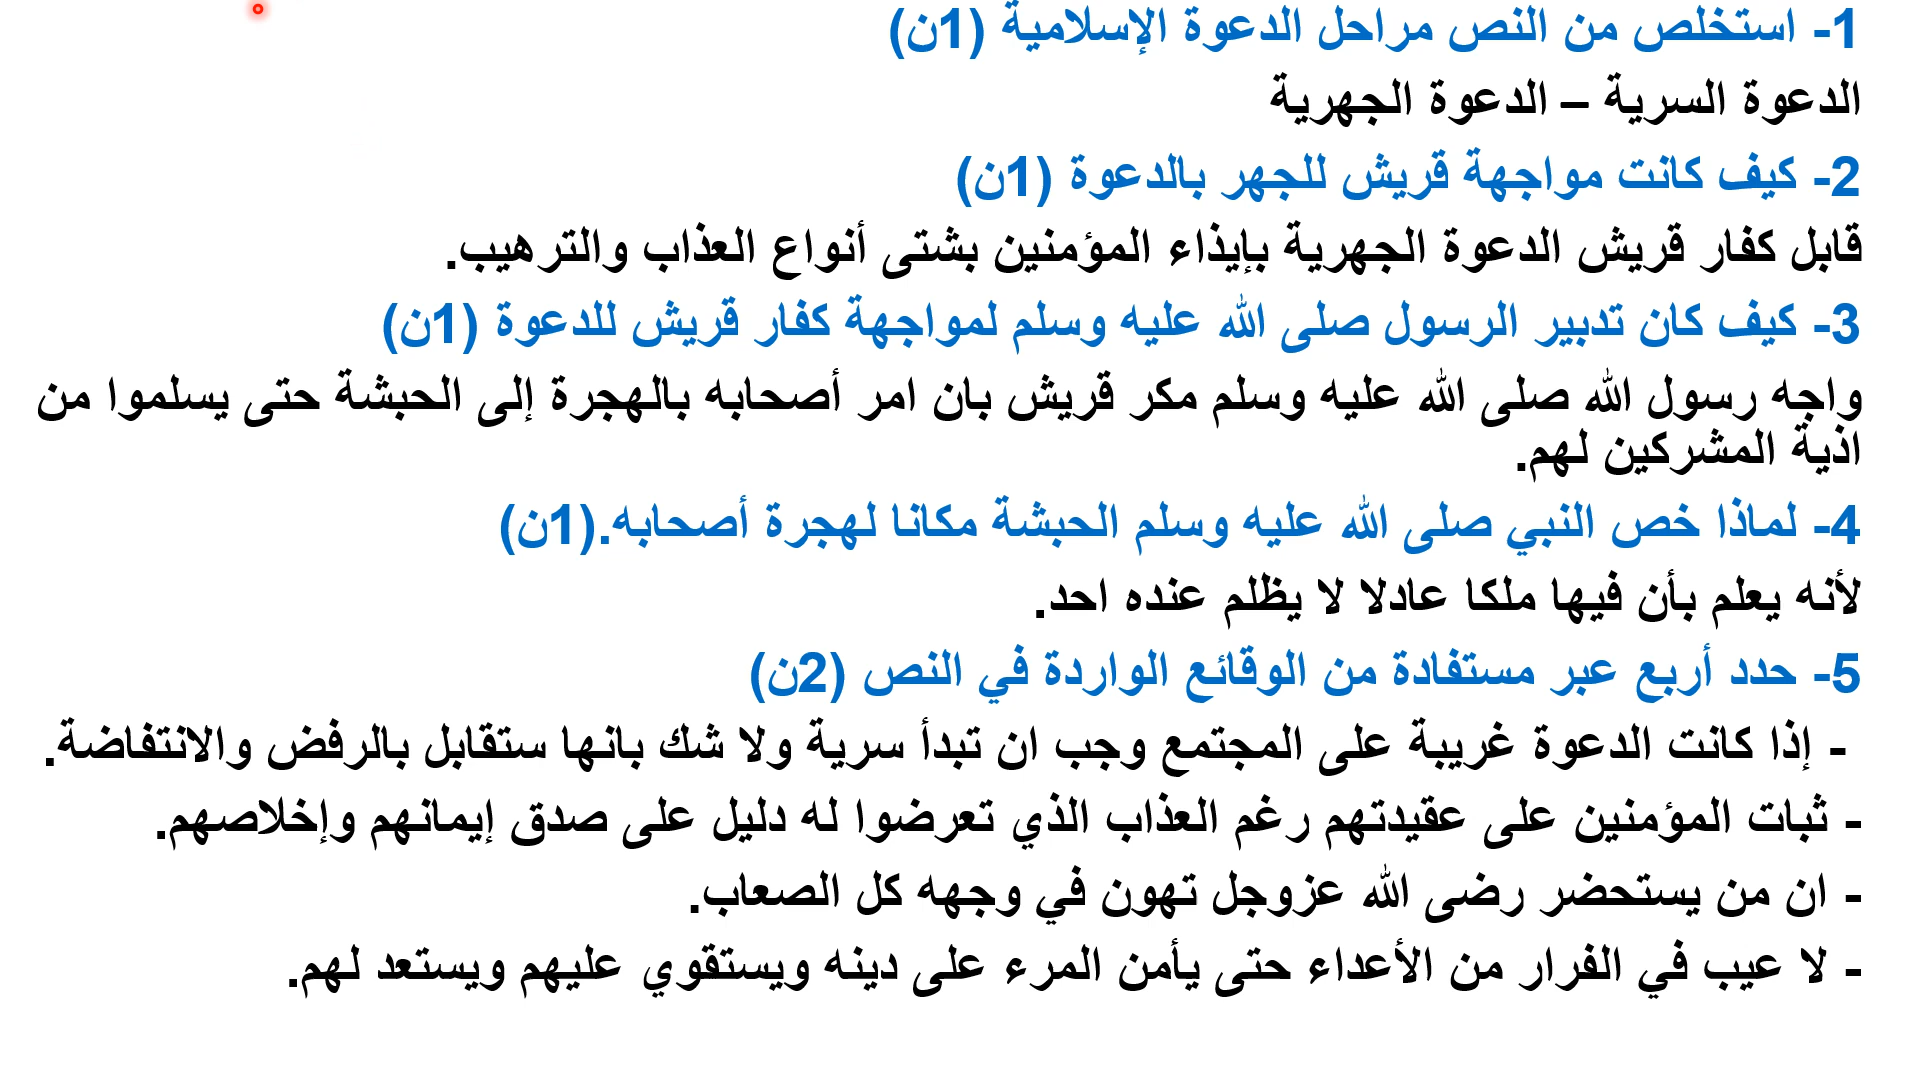 1- استخلص من النص مراحل الدعوة الإسلامية (1ن)
الدعوة السرية – الدعوة الجهرية
2- كيف كانت مواجهة قريش للجهر بالدعوة (1ن)
قابل كفار قريش الدعوة الجهرية بإيذاء المؤمنين بشتى أنواع العذاب والترهيب.
3- كيف كان تدبير الرسول صلى الله عليه وسلم لمواجهة كفار قريش للدعوة (1ن)
واجه رسول الله صلى الله عليه وسلم مكر قريش بان امر أصحابه بالهجرة إلى الحبشة حتى يسلموا من
اذية المشركين لهم.
4- لماذا خص النبي صلى الله عليه وسلم الحبشة مكانا لهجرة أصحابه.(1ن)
لأنه يعلم بأن فيها ملكا عادلا لا يظلم عنده احد.
5- حدد أربع عبر مستفادة من الوقائع الواردة في النص (2ن)
- إذا كانت الدعوة غريبة على المجتمع وجب ان تبدأ سرية ولا شك بانها ستقابل بالرفض والانتفاضة.
- ثبات المؤمنين على عقيدتهم رغم العذاب الذي تعرضوا له دليل على صدق إيمانهم وإخلاصهم.
- ان من يستحضر رضى الله عزوجل تهون في وجهه كل الصعاب.
- لا عيب في الفرار من الأعداء حتى يأمن المرء على دينه ويستقوي عليهم ويستعد لهم.